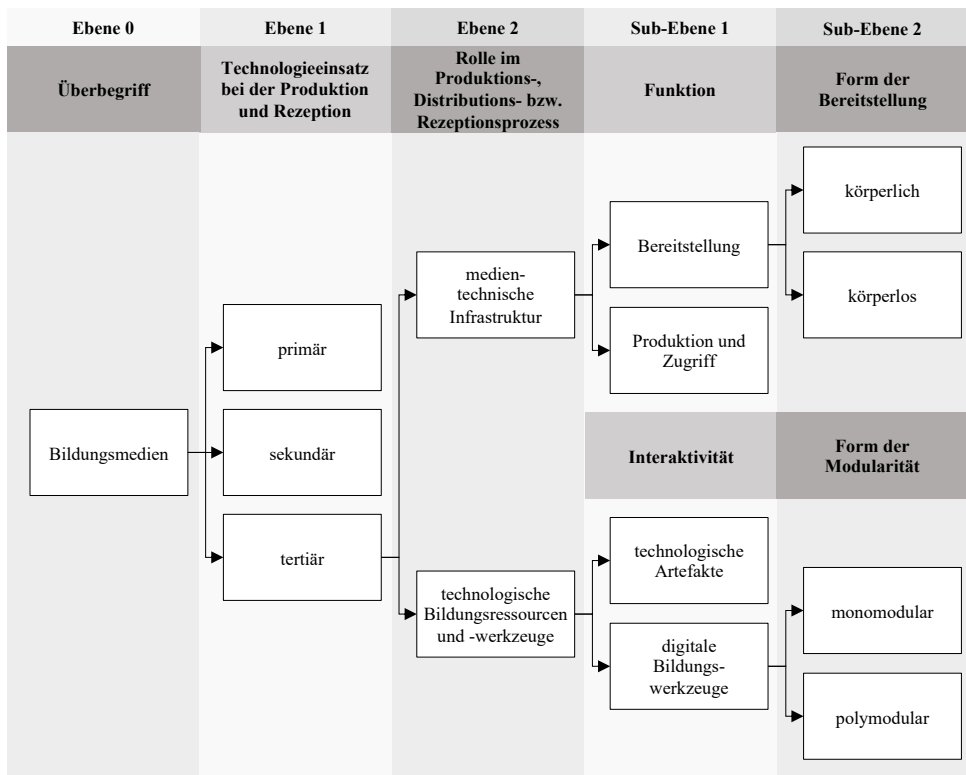 Ebene 0
Ebene 1
Ebene 2
Sub-Ebene 1
Sub-Ebene 2
Überbegriff
Technologieeinsatz
bei der Produktion
und Rezeption
Rolle im
Produktions-,
Distributions- bzw.
Rezeptionsprozess
Funktion
Form der
Bereitstellung
Bildungsmedien
primär
sekundär
tertiär
medien-
technische
Infrastruktur
technologische
Bildungsressourcen
und -werkzeuge
Bereitstellung
Produktion und
Zugriff
körperlich
körperlos
Interaktivität
Form der
Modularität
technologische
Artefakte
digitale
Bildungs-
werkzeuge
monomodular
polymodular